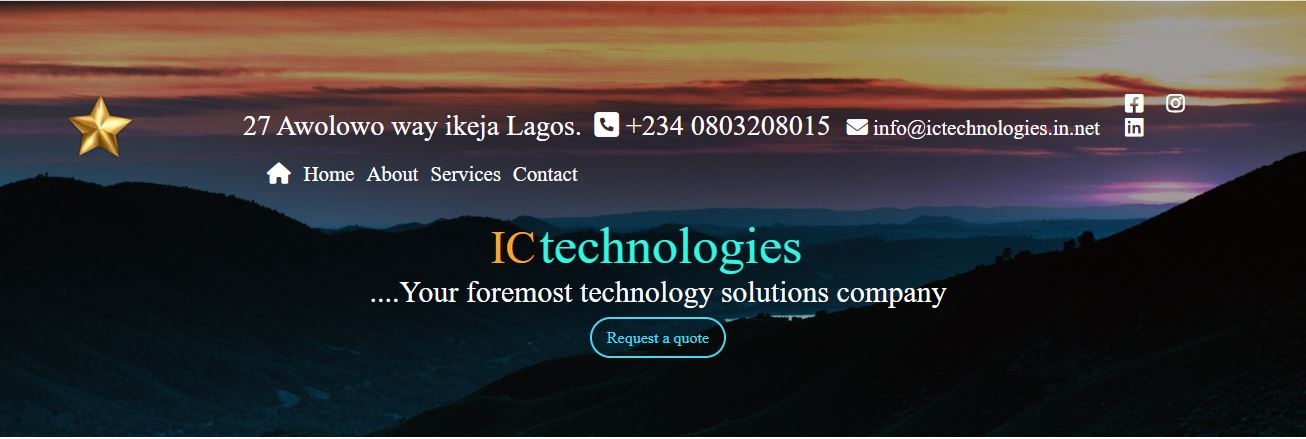 27 Awolowo way ikeja Lagos. +234 0803208015 info@ictechnologies.in.net
Home About Services Contact
ICtechnologies
....Your foremost technology solutions company
Request a quote